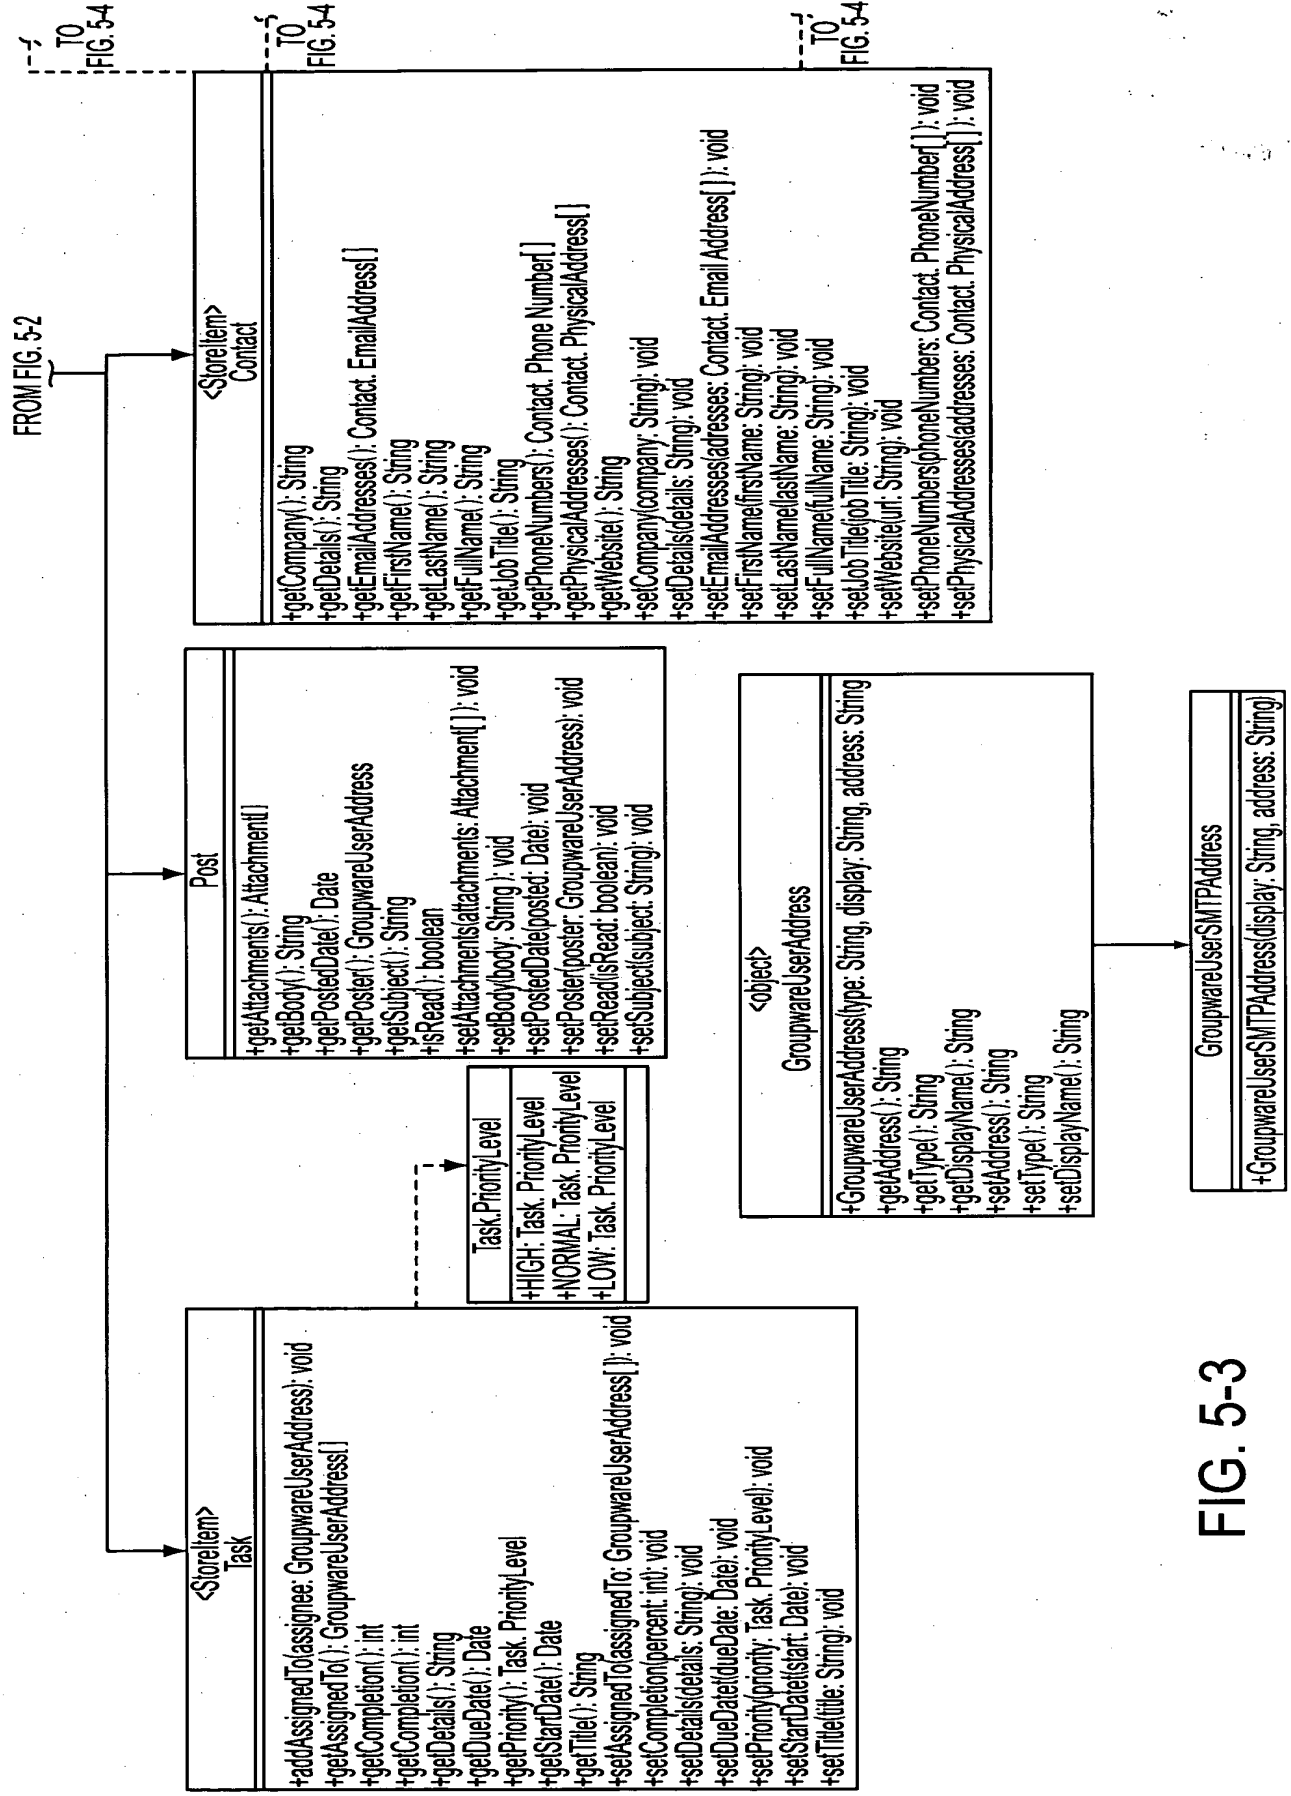 FROM FIG. 5-2
<StoreItem>
Task
+addAssignedTo(assignee: GroupwareUserAddress): void
+getAssignedTo(): GroupwareUserAddress[]
+getCompletion(): int
+getCompletion(): int
+getDetails(): String
+getDueDate(): Date
+getPriority(): Task. PriorityLevel
+getStartDate(): Date
+getTitle(): String
+setAssignedTo(assignedTo: GroupwareUserAddress[]): void
+setCompletion(percent: int): void
+setDetails(details: String): void
+setDueDate(dueDate: Date): void
+setPriority(priority: Task. PriorityLevel): void
+setStartDatet(start: Date): void
+setTitle(title: String): void
Task.PriorityLevel
+HIGH: Task. PriorityLevel
+NORMAL: Task. PriorityLevel
+LOW: Task. PriorityLevel
Post
+getAttachments(): Attachment[]
+getBody(): String
+getPostedDate(): Date
+getPoster(): GroupwareUserAddress
+getSubject(): String
+isRead(): boolean
+setAttachments(attachments: Attachment[]): void
+setBody(body: String ): void
+setPostedDate(posted: Date): void
+setPoster(poster: GroupwareUserAddress): void
+setRead(isRead: boolean): void
+setSubject(subject: String): void
<StoreItem>
Contact
+getCompany(): String
+getDetails(): String
+getEmailAddresses(): Contact. EmailAddress[]
+getFirstName(): String
+getLastName(): String
+getFullName(): String
+getJobTitle(): String
+getPhoneNumbers(): Contact. Phone Number[]
+getPhysicalAddresses(): Contact. PhysicalAddress[]
+getWebsite(): String
+setCompany(company: String): void
+setDetails(details: String): void
+setEmailAddresses(adresses: Contact. Email Address[]): void
+setFirstName(firstName: String): void
+setLastName(lastName: String): void
+setFullName(fullName: String): void
+setJobTitle(jobTitle: String): void
+setWebsite(url: String): void
+setPhoneNumbers(phoneNumbers: Contact. PhoneNumber[]): void
+setPhysicalAddresses(addresses: Contact. PhysicalAddress[]): void
TO
FIG. 5-4
TO
FIG. 5-4
TO
FIG. 5-4
<object>
GroupwareUserAddress
+GroupwareUserAddress(type: String, display: String, address: String
+getAddress(): String
+getType(): String
+getDisplayName(): String
+setAddress(): String
+setType(): String
+setDisplayName(): String
GroupwareUserSMTPAddress
+GroupwareUserSMTPAddress(display: String, address: String)
FIG. 5-3